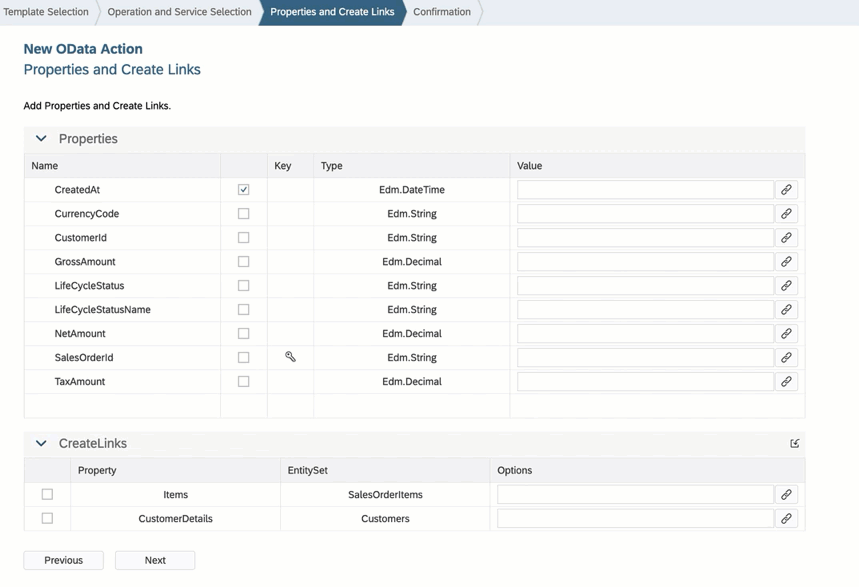 Template Selection Operation and Service Selection Properties and Create Links Confirmation
New OData Action
Properties and Create Links
Add Properties and Create Links.
Properties
Name Key Type Value
CreatedAt Edm.DateTime
CurrencyCode Edm.String
CustomerId Edm.String
GrossAmount Edm.Decimal
LifeCycleStatus Edm.String
LifeCycleStatusName Edm.String
NetAmount Edm.Decimal
SalesOrderId Edm.String
TaxAmount Edm.Decimal
CreateLinks
Property EntitySet Options
Items SalesOrderItems
CustomerDetails Customers
Previous Next